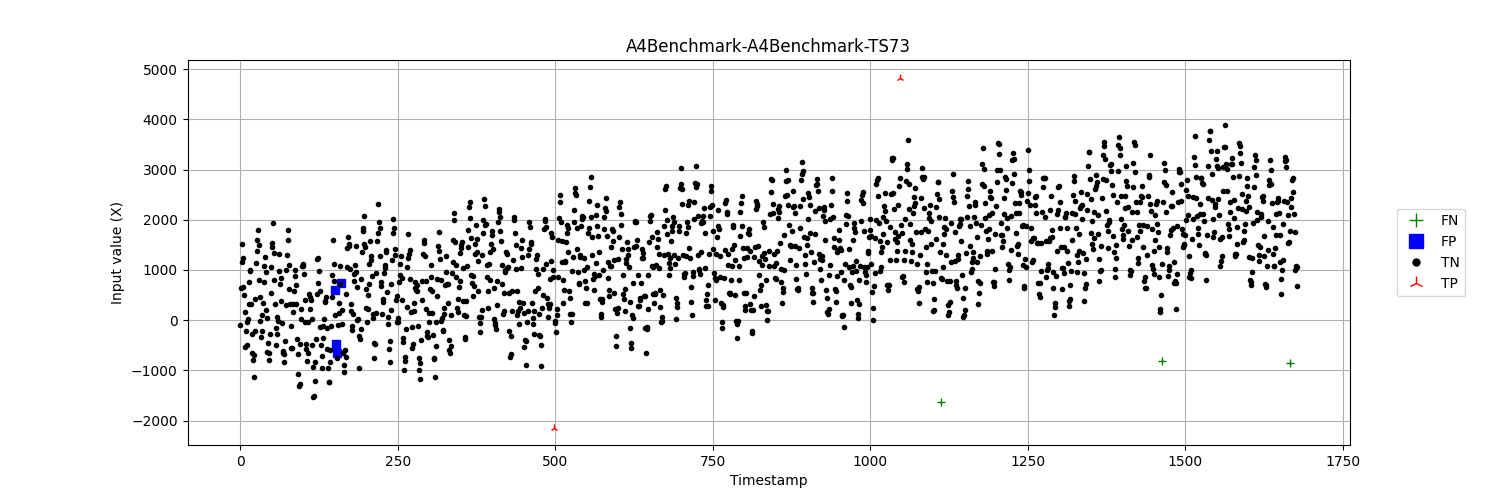 A4Benchmark-A4Benchmark-TS73
5000
4000
3000
2000
1000
0
−1000
−2000
Input value (X)
0 250 500 750 1000 1250 1500 1750
Timestamp
FN
FP
TN
TP